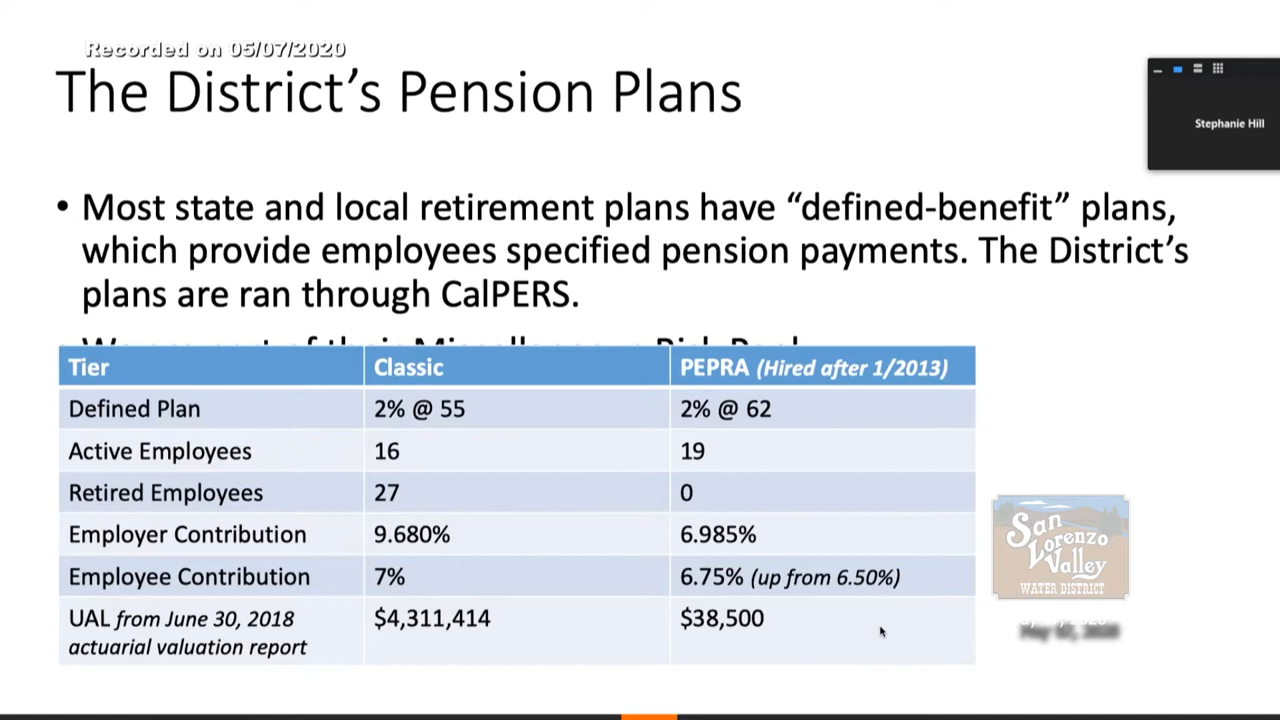 Recorded on 05/07/2020
The District's Pension Plans
Stephanie Hill
• Most state and local retirement plans have “defined-benefit” plans,
which provide employees specified pension payments. The District's
plans are ran through CalPERS.
Tier Classic PEPRA (Hired after 1/2013)
Defined Plan 2% @ 55 2% @ 62
Active Employees 16 19
Retired Employees 27 0
Employer Contribution 9.680% 6.985%
Employee Contribution 7% 6.75% (up from 6.50%)
UAL from June 30, 2018 $4,311,414 $38,500
actuarial valuation report
San
Lorenzo
Valley
WATER DISTRICT